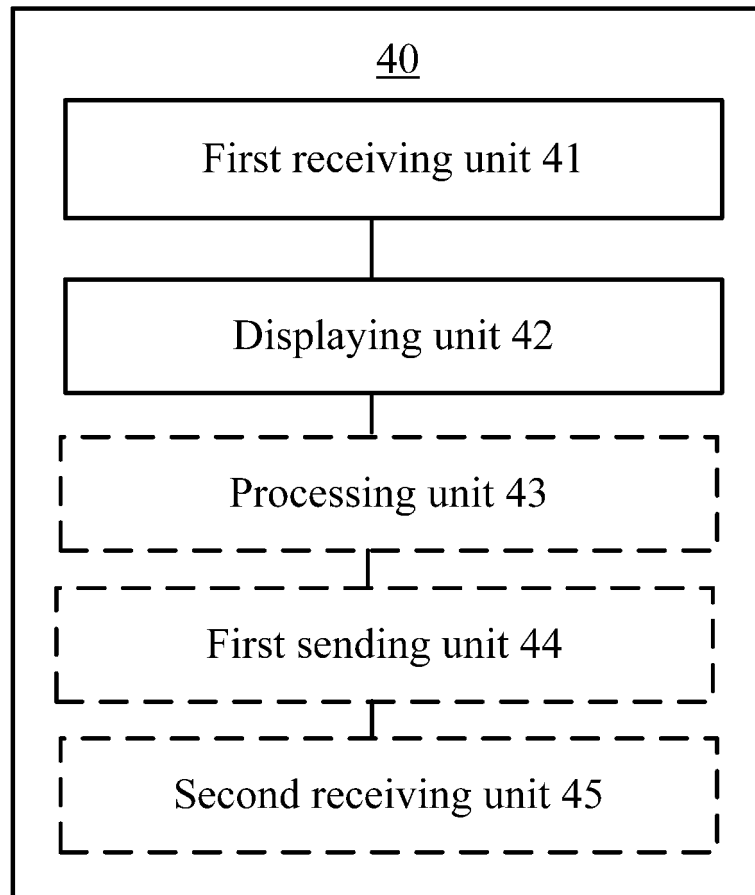 40
First receiving unit 41
Displaying unit 42
Processing unit 43
First sending unit 44
Second receiving unit 45